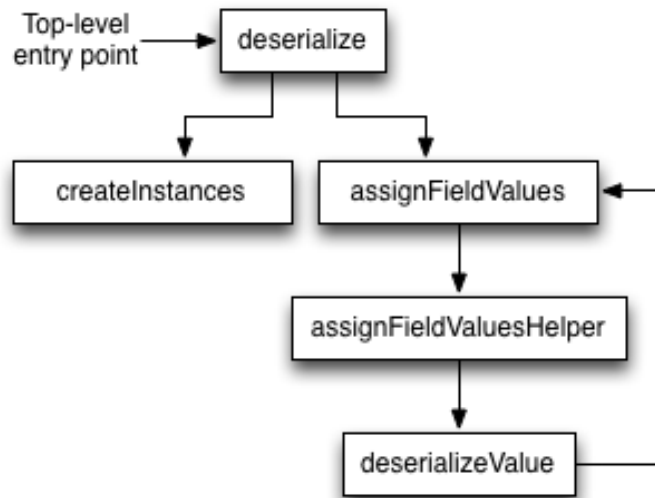 Top-level
entry point
deserialize
createInstances
assignFieldValues
assignFieldValuesHelper
deserializeValue